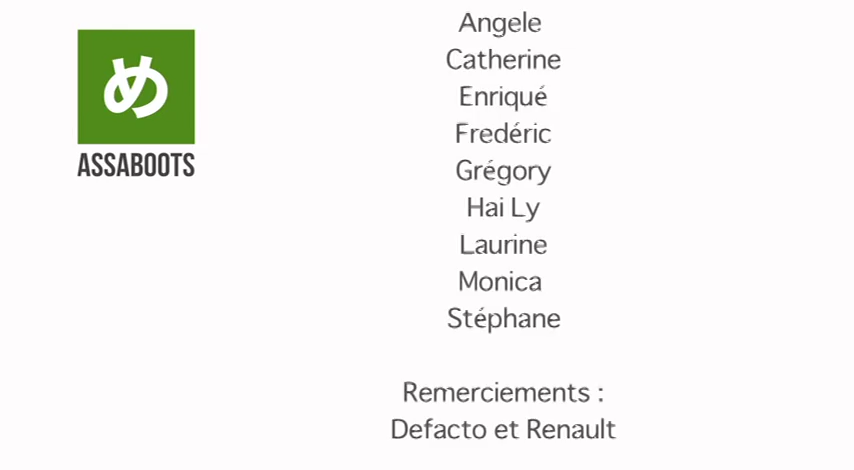 め
ASSABOOTS
Angele
Catherine
Enriqué
Fredéric
Grégory
Hai Ly
Laurine
Monica
Stéphane
Remerciements :
Defacto et Renault